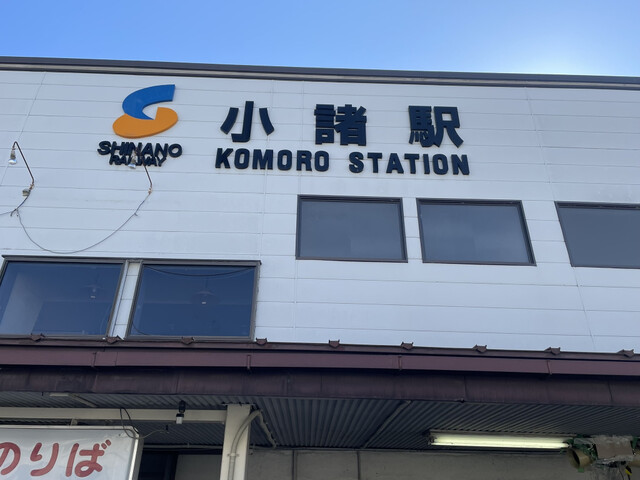 SHINANO
RAILWAY
小諸駅
KOMORO STATION
のりば